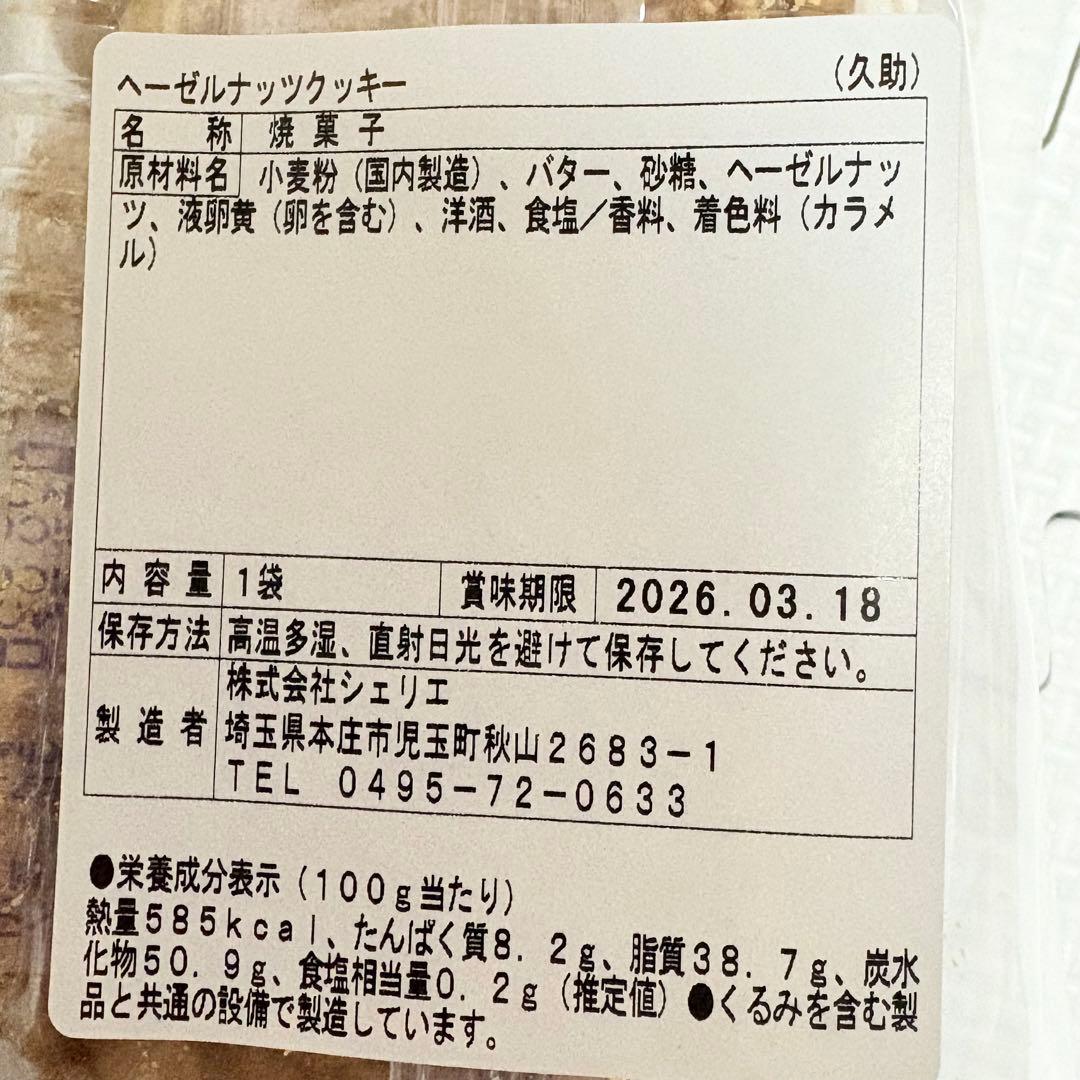 ヘーゼルナッツクッキー （久助）
名称 焼菓子
原材料名 小麦粉（国内製造）、バター、砂糖、ヘーゼルナッ
ツ、液卵黄（卵を含む）、洋酒、食塩／香料、着色料（カラメ
ル）
内容量 1袋 賞味期限 2026.03.18
保存方法 高温多湿、直射日光を避けて保存してください。
株式会社シェリエ
製造者 埼玉県本庄市児玉町秋山２６８３－１
ＴＥＬ ０４９５－７２－０６３３
●栄養成分表示（１００ｇ当たり）
熱量５８５ｋｃａｌ、たんぱく質８．２ｇ、脂質３８．７ｇ、炭水
化物５０．９ｇ、食塩相当量０．２ｇ（推定値）●くるみを含む製
品と共通の設備で製造しています。